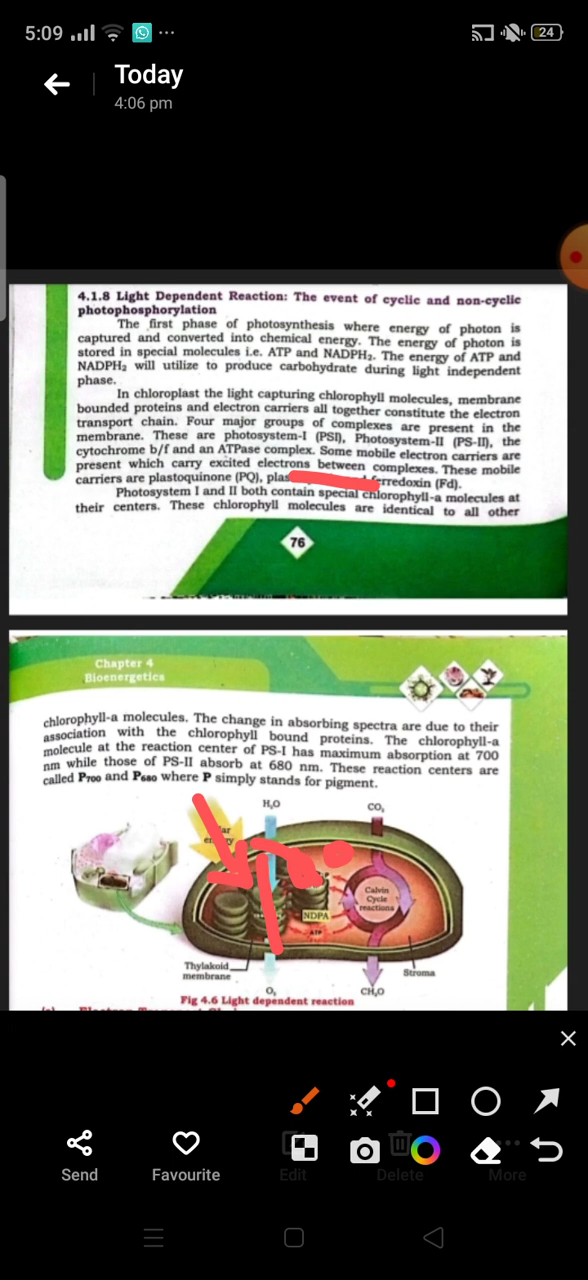 5:09
24
Today
4:06 pm
4.1.8 Light Dependent Reaction: The event of cyclic and non-cyclic
photophosphorylation
The first phase of photosynthesis where energy of photon is
captured and converted into chemical energy. The energy of photon is
stored in special molecules i.e. ATP and NADPH₂. The energy of ATP and
NADPH₂ will utilize to produce carbohydrate during light independent
phase.
In chloroplast the light capturing chlorophyll molecules, membrane
bounded proteins and electron carriers all together constitute the electron
transport chain. Four major groups of complexes are present in the
membrane. These are photosystem-I (PSI), Photosystem-II (PS-II), the
cytochrome b/f and an ATPase complex. Some mobile electron carriers are
present which carry excited electrons between complexes. These mobile
carriers are plastoquinone (PQ), (Fd).
Photosystem I and II both contain special chlorophyll-a molecules at
their centers. These chlorophyll molecules are identical to all other
76
Chapter 4
Bioenergetics
chlorophyll-a molecules. The change in absorbing spectra are due to their
association with the chlorophyll bound proteins. The chlorophyll-a
molecule at the reaction center of PS-I has maximum absorption at 700
nm while those of PS-II absorb at 680 nm. These reaction centers are
called P₇₀₀ and P₆₈₀ where P simply stands for pigment.
H₂O
CO₂
Calvin
Cycle
reactions
NDPA
ATP
Thylakoid
membrane
Stroma
O₂
CH₂O
Fig 4.6 Light dependent reaction
Send
Favourite
Edit
Delete
More